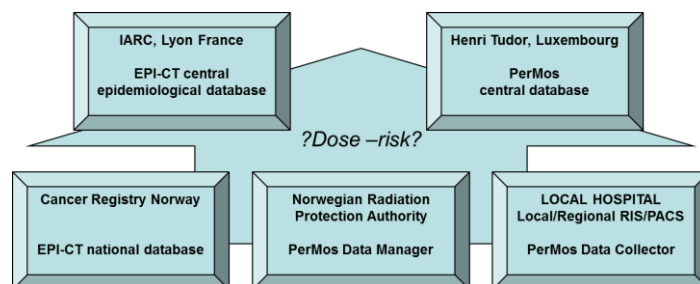 IARC, Lyon France
EPI-CT central
epidemiological database
Henri Tudor, Luxembourg
PerMos
central database
?Dose –risk?
Cancer Registry Norway
EPI-CT national database
Norwegian Radiation
Protection Authority
PerMos Data Manager
LOCAL HOSPITAL
Local/Regional RIS/PACS
PerMos Data Collector